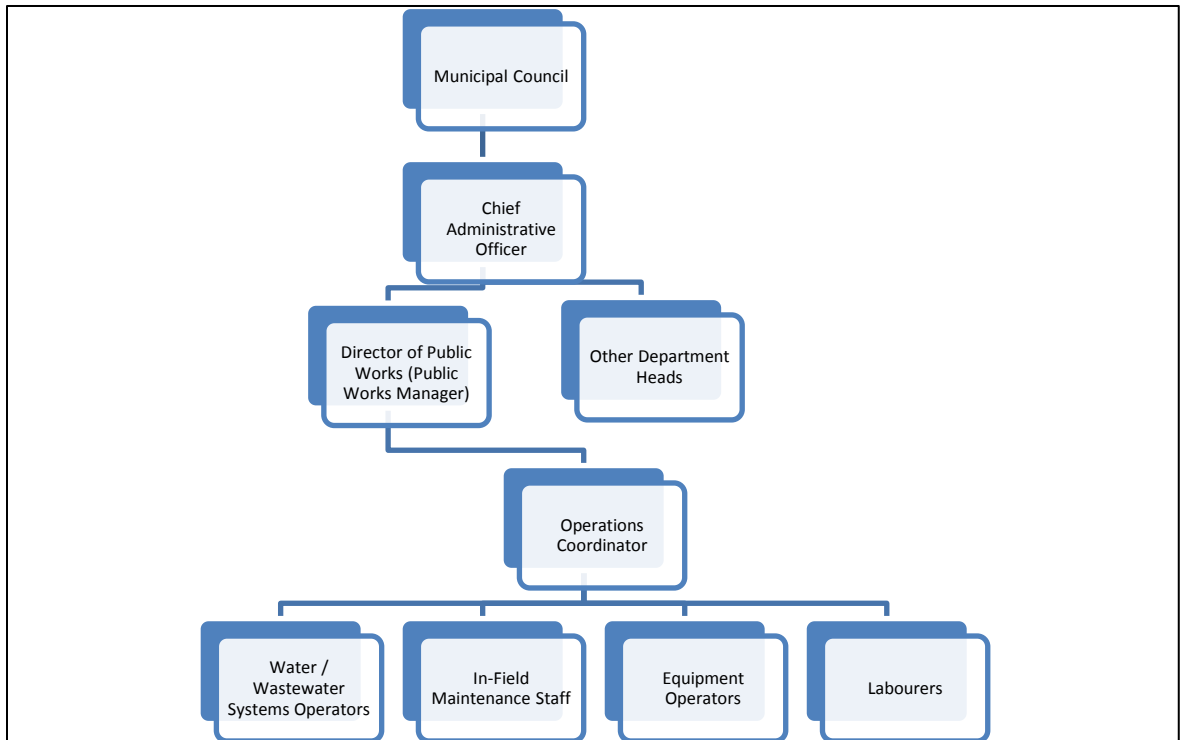 Municipal Council
Chief
Administrative
Officer
Director of Public
Works (Public
Works Manager)
Other Department
Heads
Operations
Coordinator
Water /
Wastewater
Systems Operators
In-Field
Maintenance Staff
Equipment
Operators
Labourers